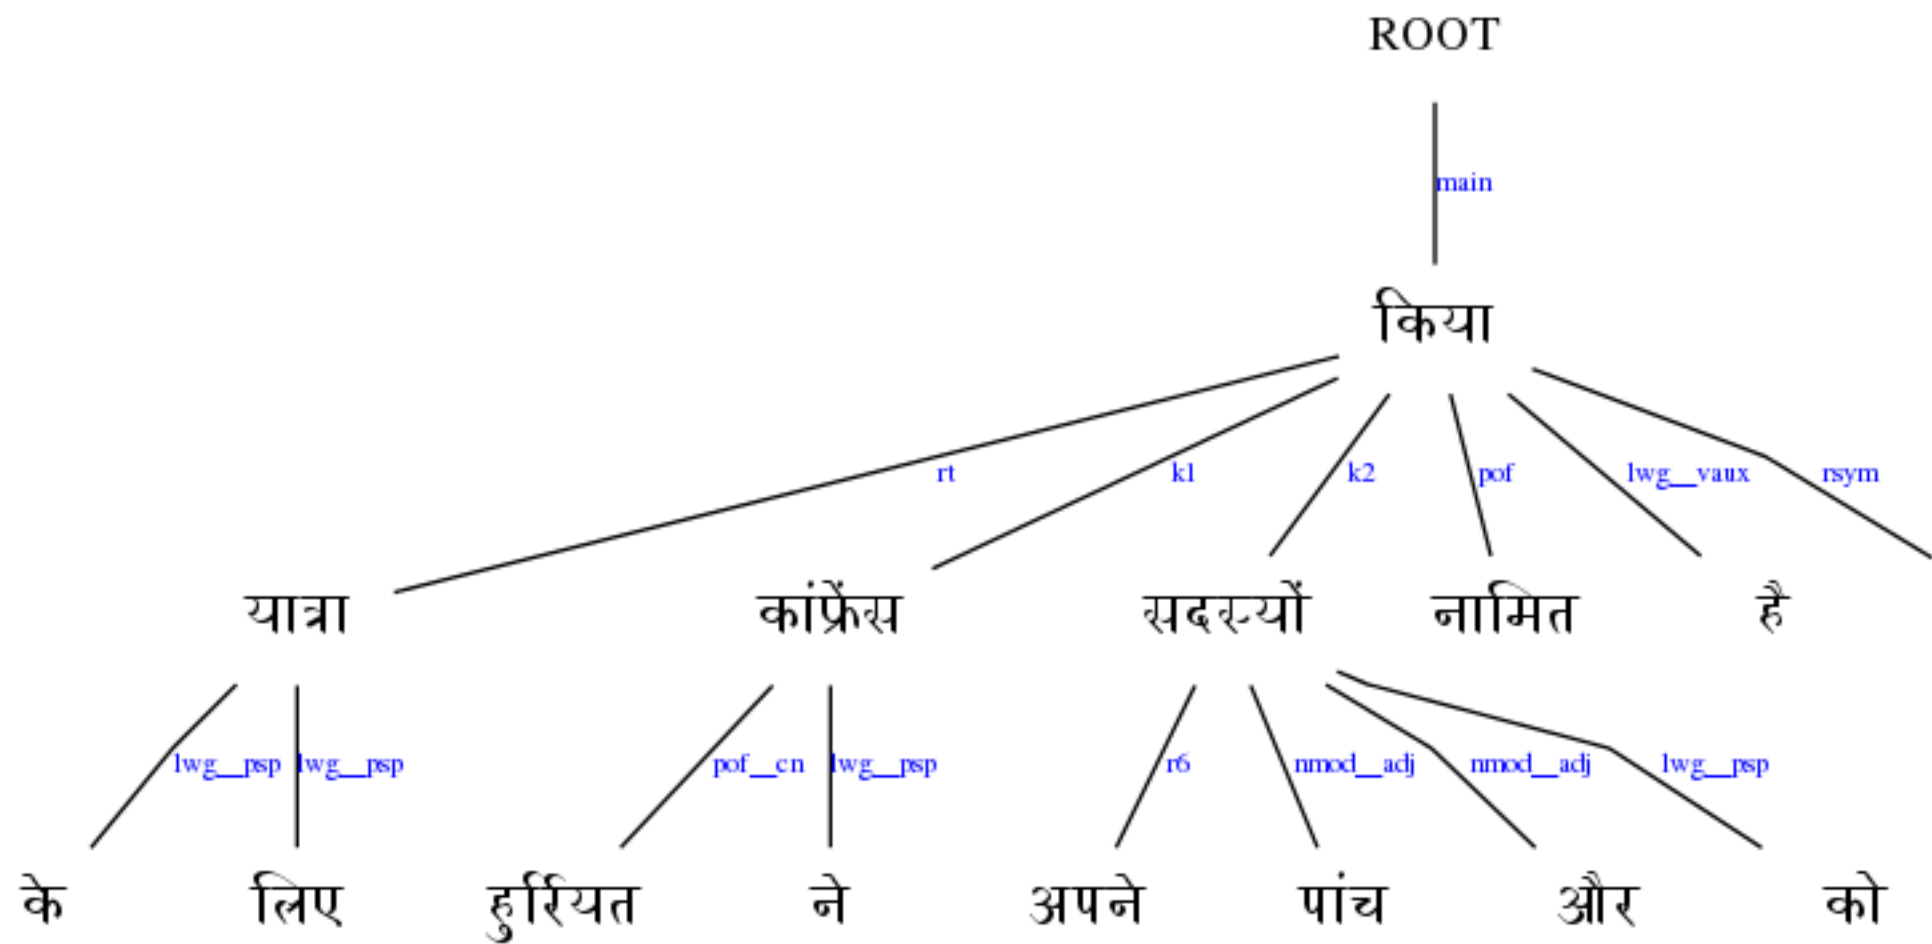 ROOT
main
किया
rt k1 k2 pof lwg__vaux rsym
यात्रा कांफ्रेंस सदस्यों नामित है
lwg__psp lwg__psp pof__cn lwg__psp r6 nmod__adj nmod__adj lwg__psp
के लिए हुर्रियत ने अपने पांच और को